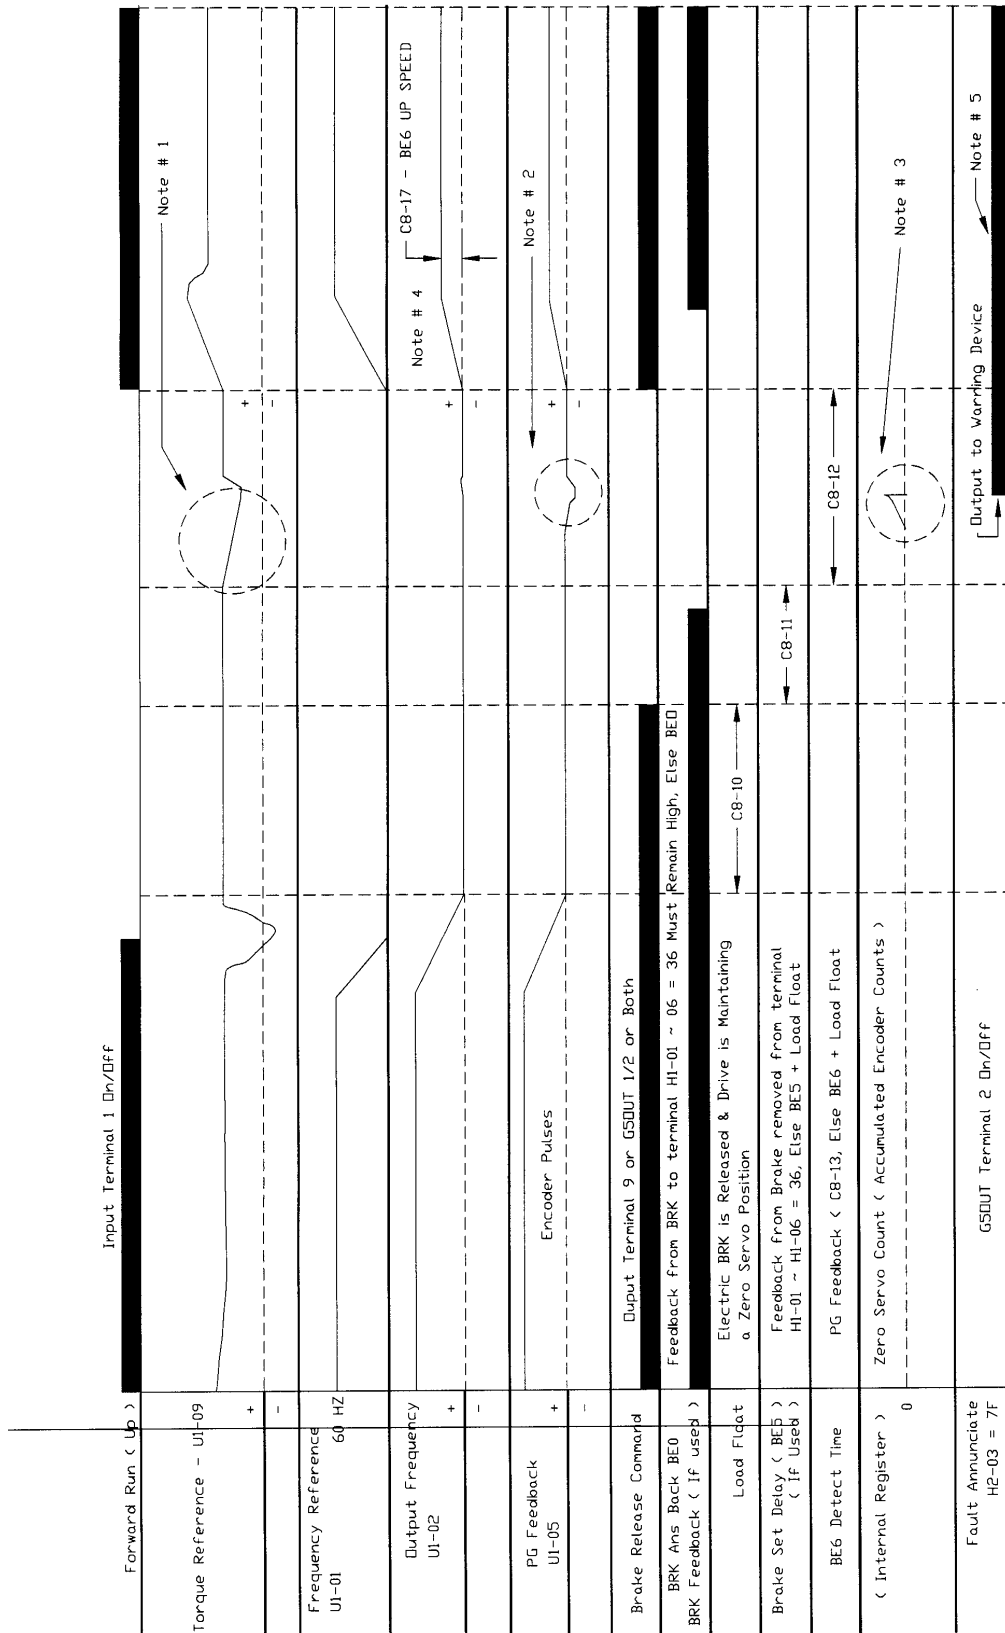 Forward Run ( Up )
Input Terminal 1 On/Off
Torque Reference - U1-09
+
-
+
-
Note # 1
Frequency Reference
U1-01
60 HZ
Output Frequency
U1-02
+
-
+
-
Note # 4
C8-17 - BE6 UP SPEED
PG Feedback
U1-05
+
-
Encoder Pulses
+
-
Note # 2
Brake Release Command
Ouput Terminal 9 or G5OUT 1/2 or Both
BRK Ans Back BE0
BRK Feedback ( If used )
Feedback from BRK to terminal H1-01 ~ 06 = 36 Must Remain High, Else BEO
Load Float
Electric BRK is Released & Drive is Maintaining
a Zero Servo Position
C8-10
Brake Set Delay ( BE5 )
( If Used )
Feedback from Brake removed from terminal
H1-01 ~ H1-06 = 36, Else BE5 + Load Float
C8-11
BE6 Detect Time
PG Feedback < C8-13, Else BE6 + Load Float
C8-12
( Internal Register )
0
Zero Servo Count ( Accumulated Encoder Counts )
Note # 3
Fault Annunciate
H2-03 = 7F
G5OUT Terminal 2 On/Off
Output to Warning Device
Note # 5